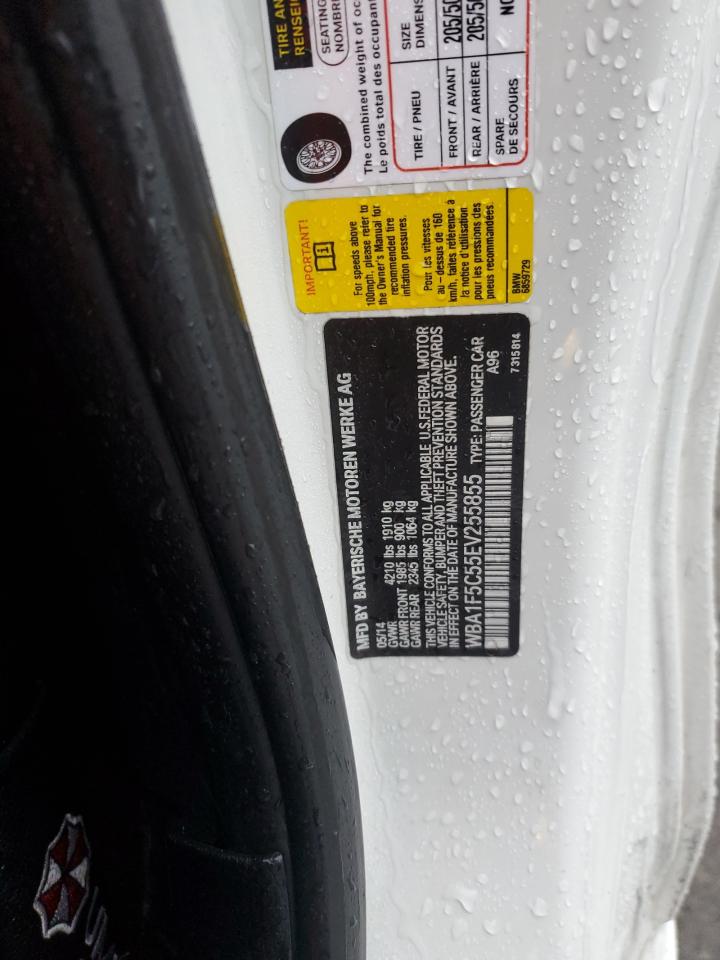 TIRE AN
RENSEI
SEATING
NOMBRE
The combined weight of oc
Le poids total des occupant
TIRE / PNEU
SIZE
DIMENS
FRONT / AVANT
205/50
REAR / ARRIÈRE
205/50
SPARE
DE SECOURS
NO
IMPORTANT!
For speeds above
100mph, please refer to
the Owner's Manual for
recommended tire
inflation pressures.
Pour les vitesses
au-dessus de 160
km/h, faites référence à
la notice d'utilisation
pour les pressions des
pneus recommandées.
BMW
6859729
MFD BY BAYERISCHE MOTOREN WERKE AG
05/14
GVWR 4210 lbs 1910 kg
GAWR FRONT 1985 lbs 900 kg
GAWR REAR 2345 lbs 1064 kg
THIS VEHICLE CONFORMS TO ALL APPLICABLE U.S.FEDERAL MOTOR
VEHICLE SAFETY, BUMPER AND THEFT PREVENTION STANDARDS
IN EFFECT ON THE DATE OF MANUFACTURE SHOWN ABOVE.
WBA1F5C55EV255855 TYPE: PASSENGER CAR
A96
7 315 814